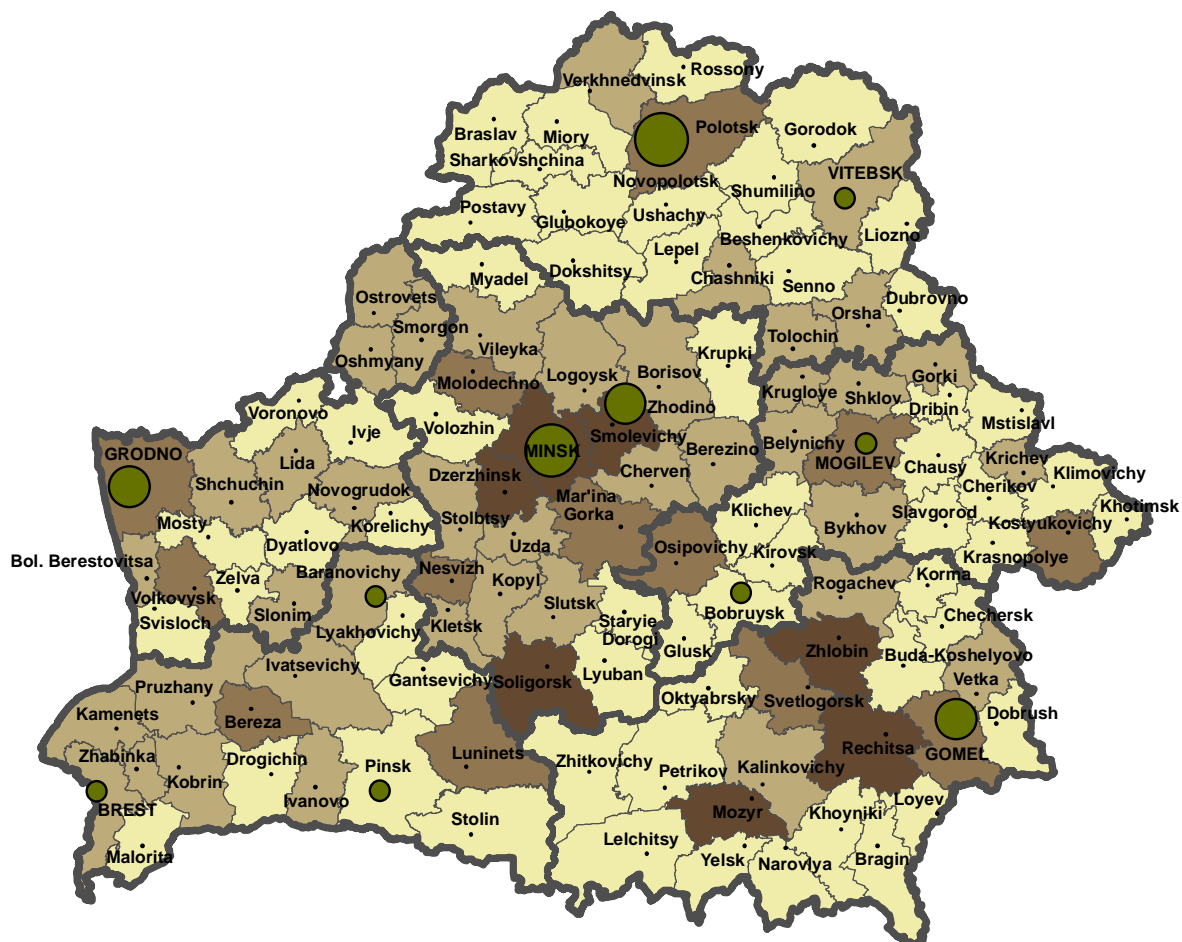 Rossony
Verkhnedvinsk
Braslav
Miory
Polotsk
Gorodok
Sharkovshchina
VITEBSK
Novopolotsk
Shumilino
Postavy
Glubokoye
Ushachy
Beshenkovichy
Liozno
Lepel
Myadel
Dokshitsy
Chashniki
Senno
Ostrovets
Dubrovno
Orsha
Smorgon
Tolochin
Vileyka
Oshmyany
Krupki
Logoysk
Borisov
Gorki
Molodechno
Krugloye
Shklov
Zhodino
Dribin
Voronovo
Volozhin
Ivje
Smolevichy
Belynichy
Mstislavl
GRODNO
MINSK
Berezino
MOGILEV
Chausy
Krichev
Klimovichy
Lida
Dzerzhinsk
Cherven
Shchuchin
Cherikov
Novogrudok
Mar'ina
Gorka
Klichev
Khotimsk
Mosty
Korelichy
Stolbtsy
Bykhov
Slavgorod
Kostyukovichy
Dyatlovo
Uzda
Osipovichy
Kirovsk
Krasnopolye
Bol. Berestovitsa
Baranovichy
Nesvizh
Zelva
Kopyl
Rogachev
Korma
Volkovysk
Slonim
Slutsk
Bobruysk
Svisloch
Lyakhovichy
Kletsk
Staryie
Dorogi
Chechersk
Glusk
Zhlobin
Buda-Koshelyovo
Ivatsevichy
Gantsevichy
Soligorsk
Lyuban
Vetka
Pruzhany
Oktyabrsky
Svetlogorsk
Kamenets
Bereza
Dobrush
Zhabinka
Luninets
Rechitsa
GOMEL
Drogichin
Pinsk
Zhitkovichy
Petrikov
Kalinkovichy
Kobrin
Ivanovo
Loyev
BREST
Mozyr
Khoyniki
Stolin
Malorita
Lelchitsy
Yelsk
Narovlya
Bragin